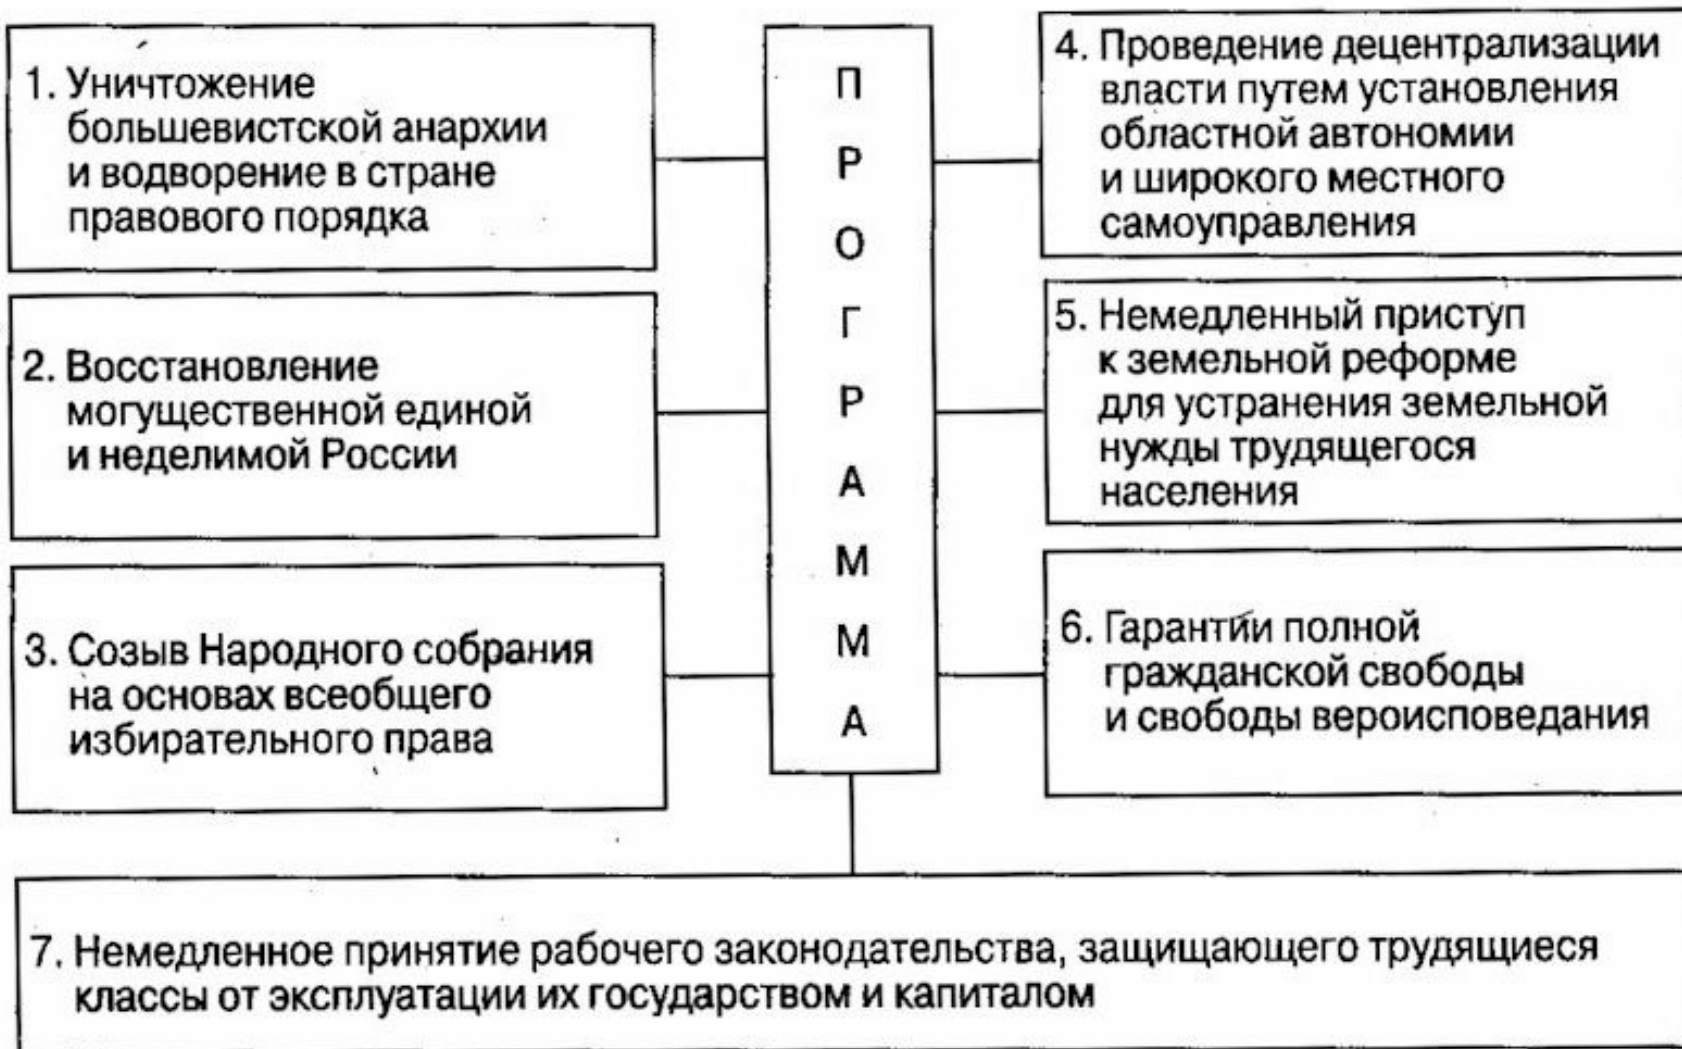 1. Уничтожение
большевистской анархии
и водворение в стране
правового порядка
2. Восстановление
могущественной единой
и неделимой России
3. Созыв Народного собрания
на основах всеобщего
избирательного права
П
Р
О
Г
Р
А
М
М
А
4. Проведение децентрализации
власти путем установления
областной автономии
и широкого местного
самоуправления
5. Немедленный приступ
к земельной реформе
для устранения земельной
нужды трудящегося
населения
6. Гарантии полной
гражданской свободы
и свободы вероисповедания
7. Немедленное принятие рабочего законодательства, защищающего трудящиеся
классы от эксплуатации их государством и капиталом